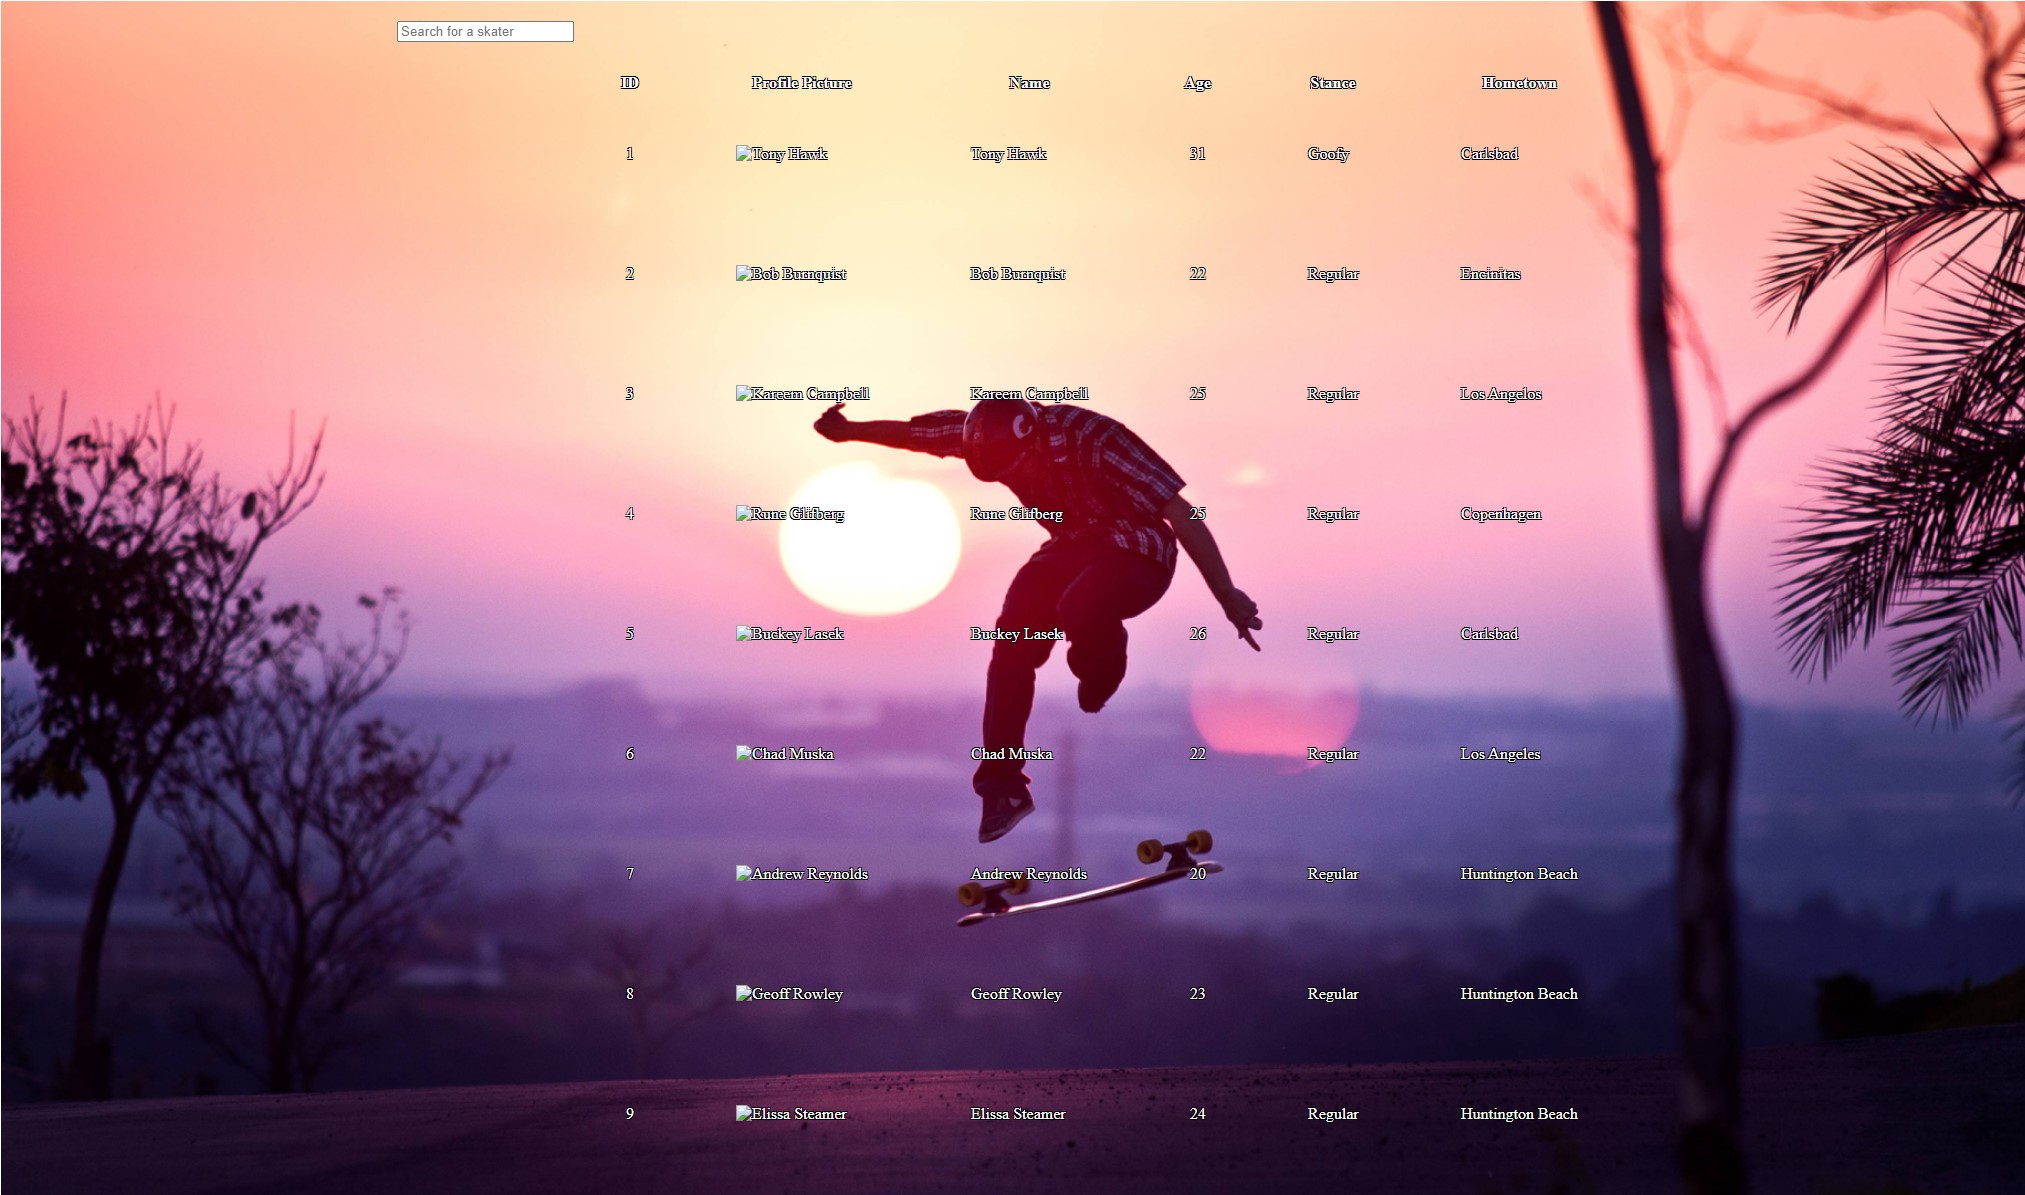 Search for a skater
ID Profile Picture Name Age Stance Hometown
1 Tony Hawk Tony Hawk 31 Goofy Carlsbad
2 Bob Burnquist Bob Burnquist 22 Regular Encinitas
3 Kareem Campbell Kareem Campbell 25 Regular Los Angelos
4 Rune Glifberg Rune Glifberg 25 Regular Copenhagen
5 Buckey Lasek Buckey Lasek 26 Regular Carlsbad
6 Chad Muska Chad Muska 22 Regular Los Angeles
7 Andrew Reynolds Andrew Reynolds 20 Regular Huntington Beach
8 Geoff Rowley Geoff Rowley 23 Regular Huntington Beach
9 Elissa Steamer Elissa Steamer 24 Regular Huntington Beach